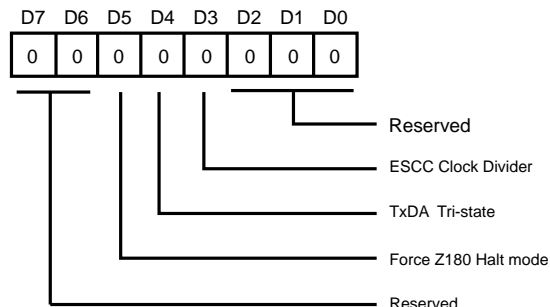 D7 D6 D5 D4 D3 D2 D1 D0
0 0 0 0 0 0 0 0
Reserved
ESCC Clock Divider
TxDA Tri-state
Force Z180 Halt mode
Reserved